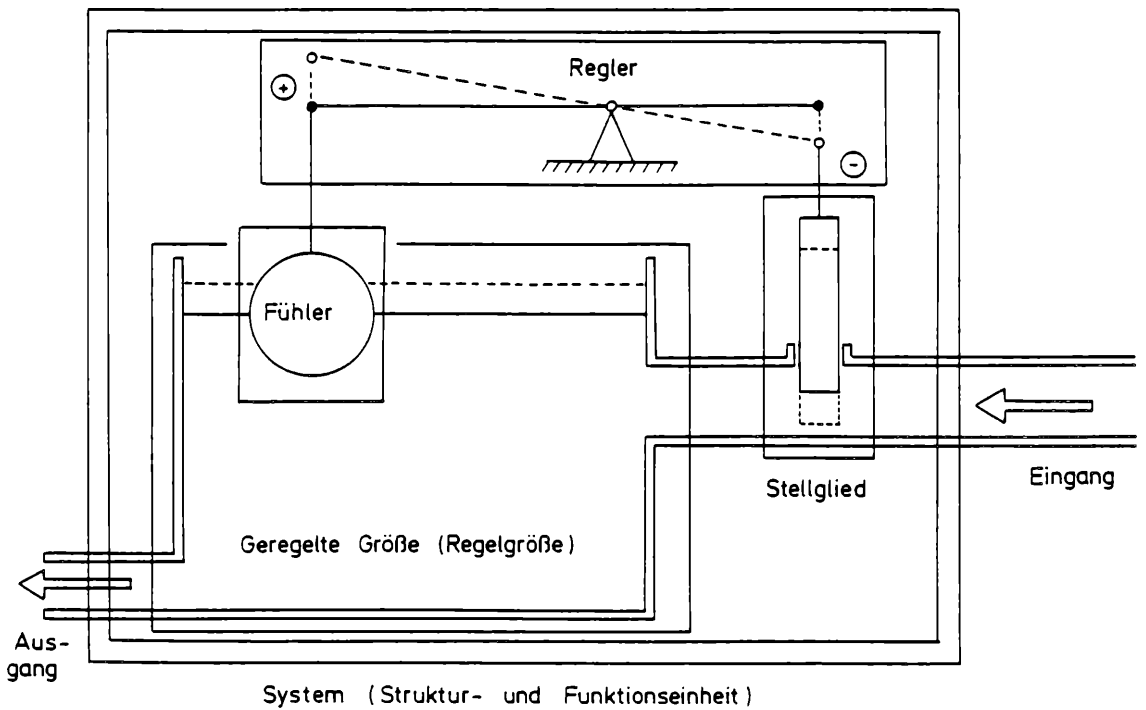 Regler
+
-
Fühler
Stellglied
Eingang
Geregelte Größe (Regelgröße)
Aus-
gang
System (Struktur- und Funktionseinheit)